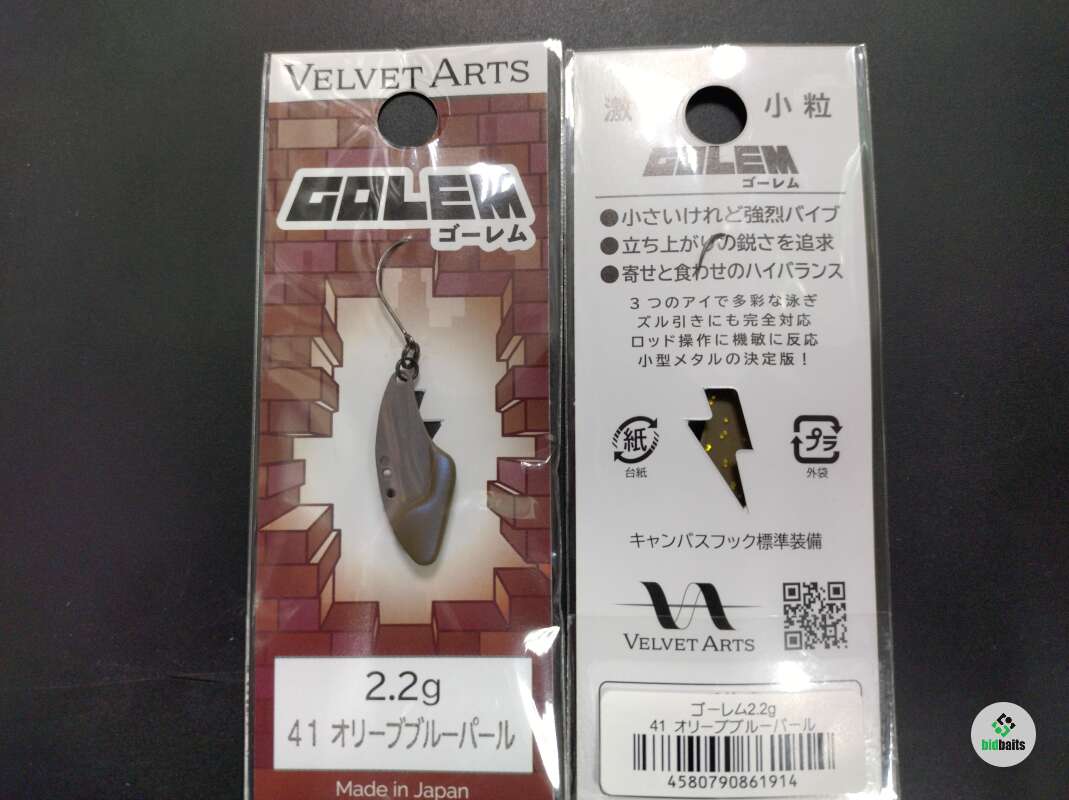 VELVET ARTS
GOLEM
ゴーレム
2.2g
41 オリーブブルーパール
Made in Japan
激 小粒
GOLEM
ゴーレム
●小さいけれど強烈バイブ
●立ち上がりの鋭さを追求
●寄せと食わせのハイバランス
3つのアイで多彩な泳ぎ
ズル引きにも完全対応
ロッド操作に機敏に反応
小型メタルの決定版！
紙
台紙
プラ
外袋
キャンバスフック標準装備
VELVET ARTS
ゴーレム2.2g
41 オリーブブルーパール
4580790861914
bidbaits